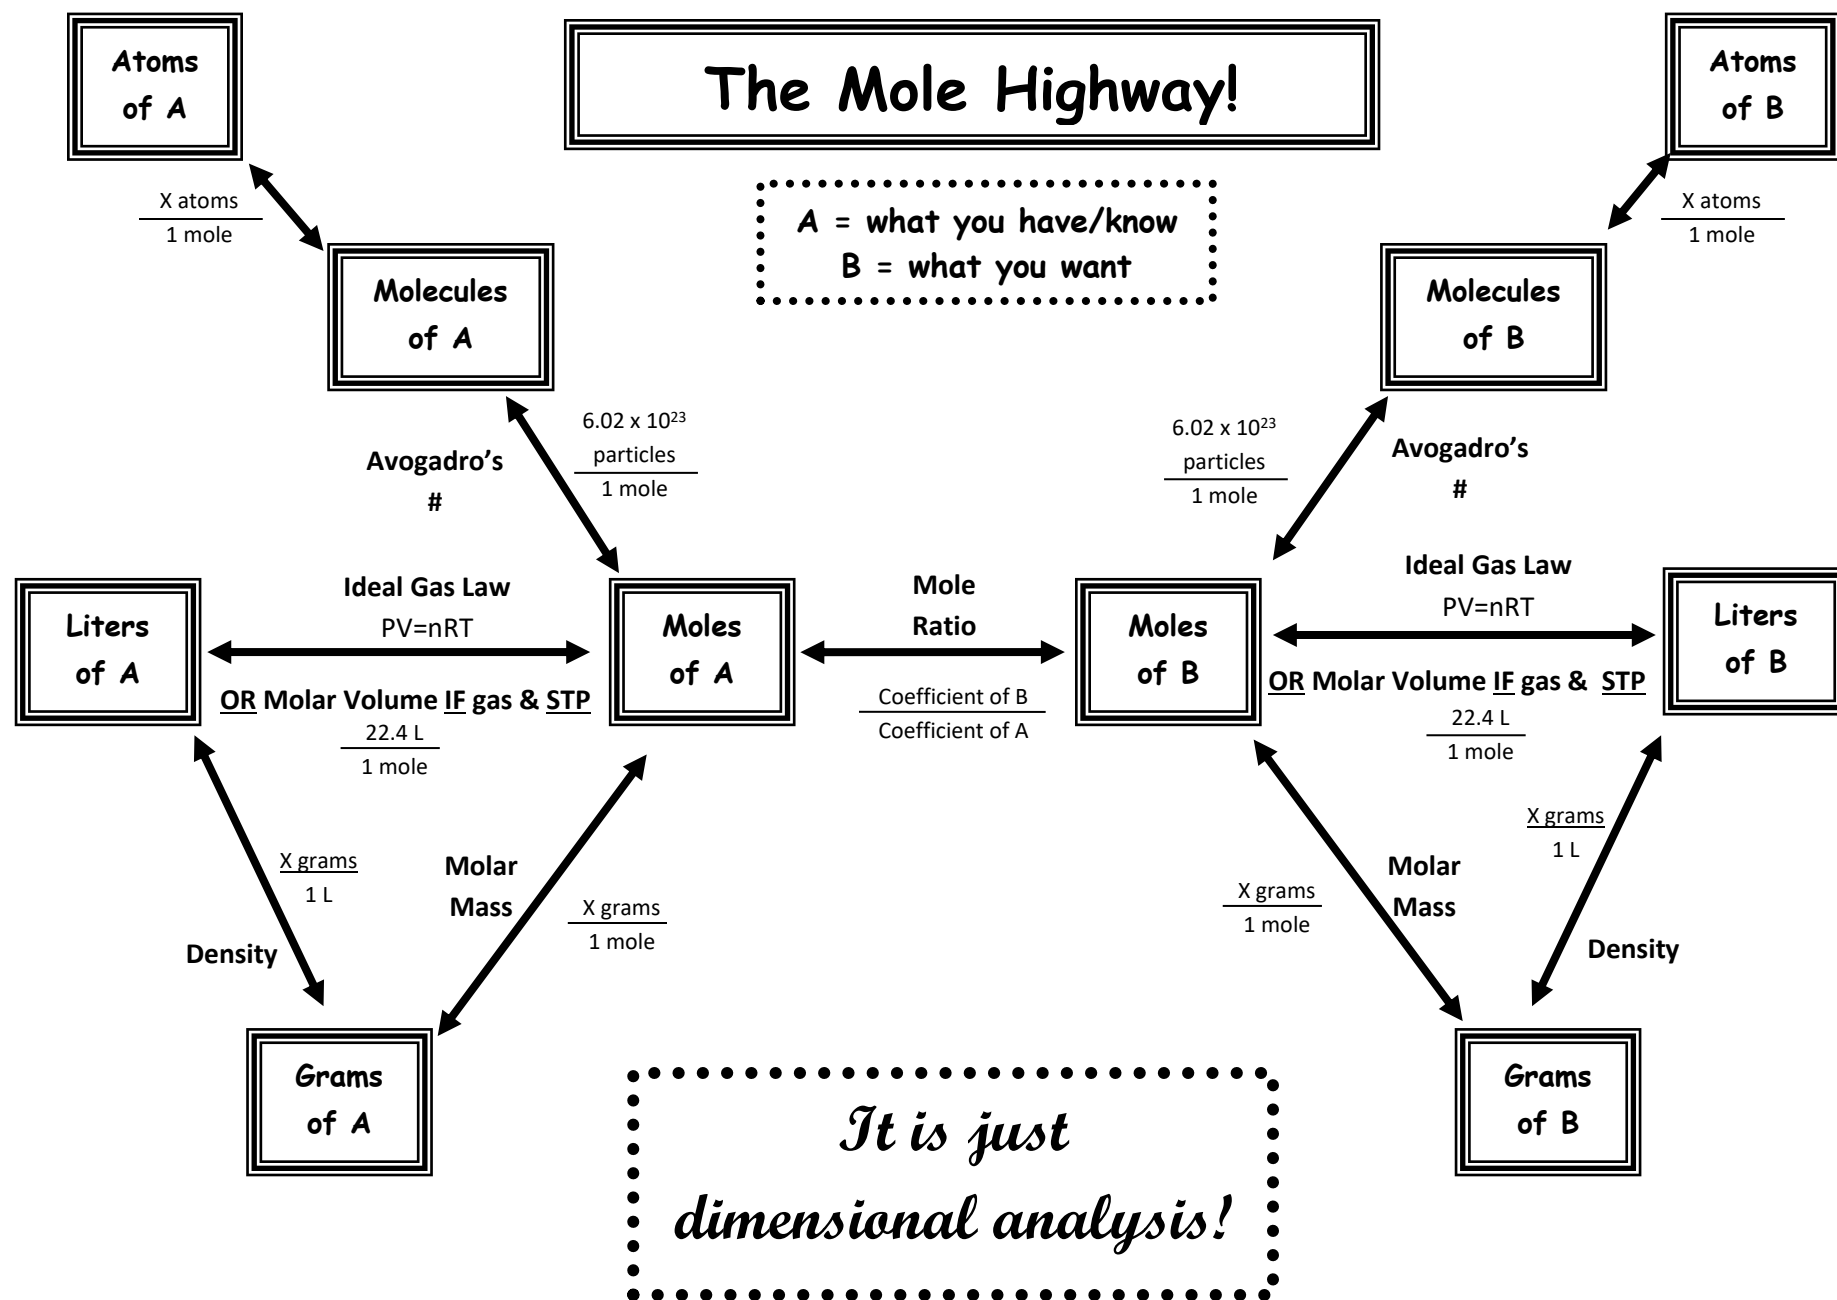 Atoms
of A
The Mole Highway!
Atoms
of B
A = what you have/know
B = what you want
X atoms
1 mole
X atoms
1 mole
Molecules
of A
Molecules
of B
Avogadro’s
#
6.02 x 10²³
particles
1 mole
6.02 x 10²³
particles
1 mole
Avogadro’s
#
Liters
of A
Ideal Gas Law
PV=nRT
OR Molar Volume IF gas & STP
22.4 L
1 mole
Moles
of A
Mole
Ratio
Coefficient of B
Coefficient of A
Moles
of B
Ideal Gas Law
PV=nRT
OR Molar Volume IF gas & STP
22.4 L
1 mole
Liters
of B
X grams
1 L
Density
Molar
Mass
X grams
1 mole
X grams
1 mole
Molar
Mass
X grams
1 L
Density
Grams
of A
Grams
of B
It is just
dimensional analysis!